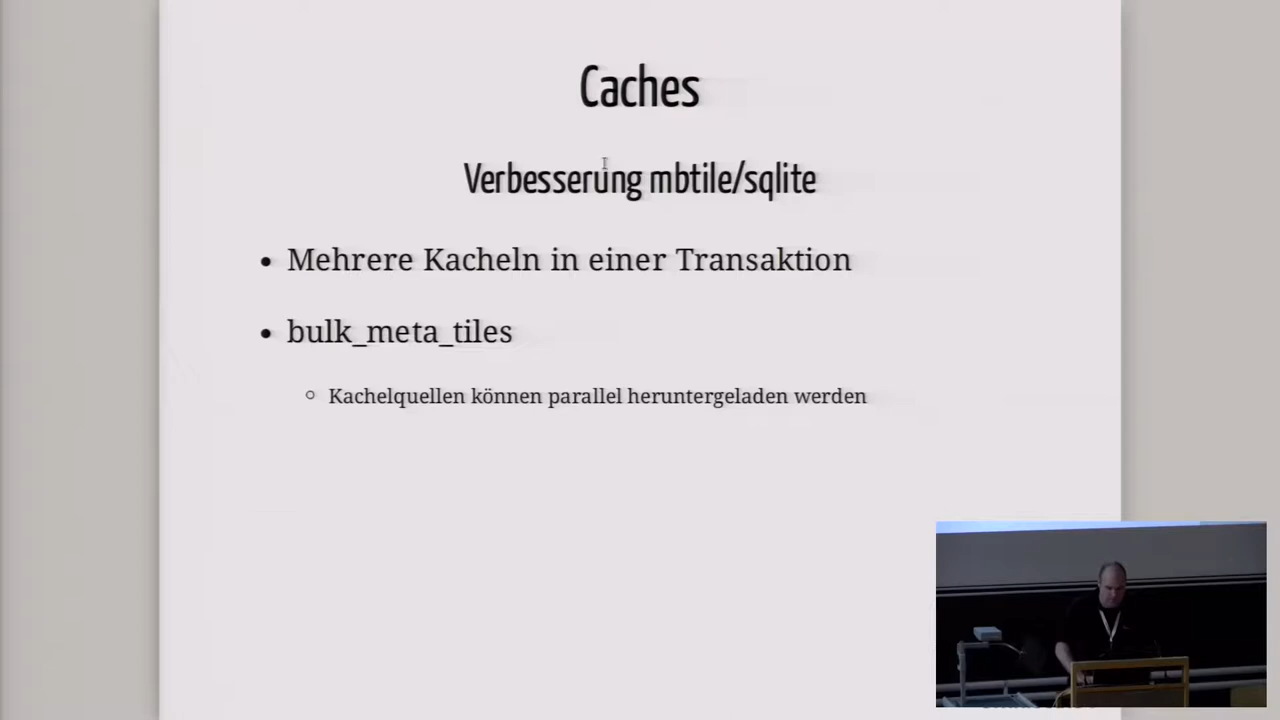 Caches
Verbesserung mbtile/sqlite
• Mehrere Kacheln in einer Transaktion
• bulk_meta_tiles
◦ Kachelquellen können parallel heruntergeladen werden